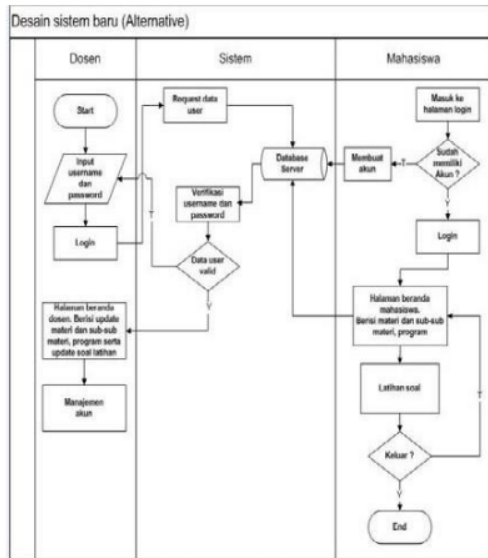 Desain sistem baru (Alternative)
Dosen
Sistem
Mahasiswa
Start
Input
username
dan
password
Login
Halaman beranda
dosen. Berisi update
materi dan sub-sub
materi, program serta
update soal latihan
Manajemen
akun
Request data
user
Database
Server
Verifikasi
username dan
password
Data user
valid
T
Y
Masuk ke
halaman login
Sudah
memiliki
Akun ?
T
Membuat
akun
Y
Login
Halaman beranda
mahasiswa.
Berisi materi dan sub-sub
materi, program
Latihan soal
Keluar ?
T
Y
End